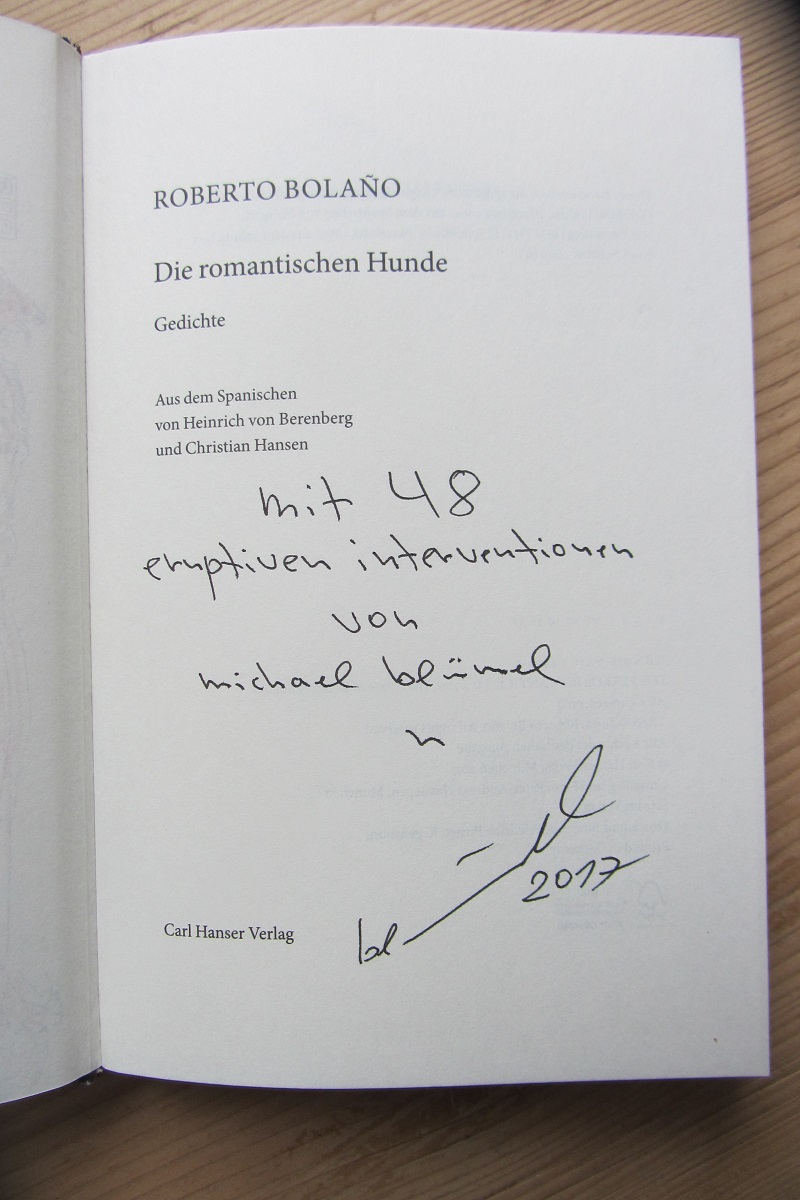 ROBERTO BOLAÑO
Die romantischen Hunde
Gedichte
Aus dem Spanischen
von Heinrich von Berenberg
und Christian Hansen
mit 48
eruptiven interventionen
von
michael blümel
2017
Carl Hanser Verlag